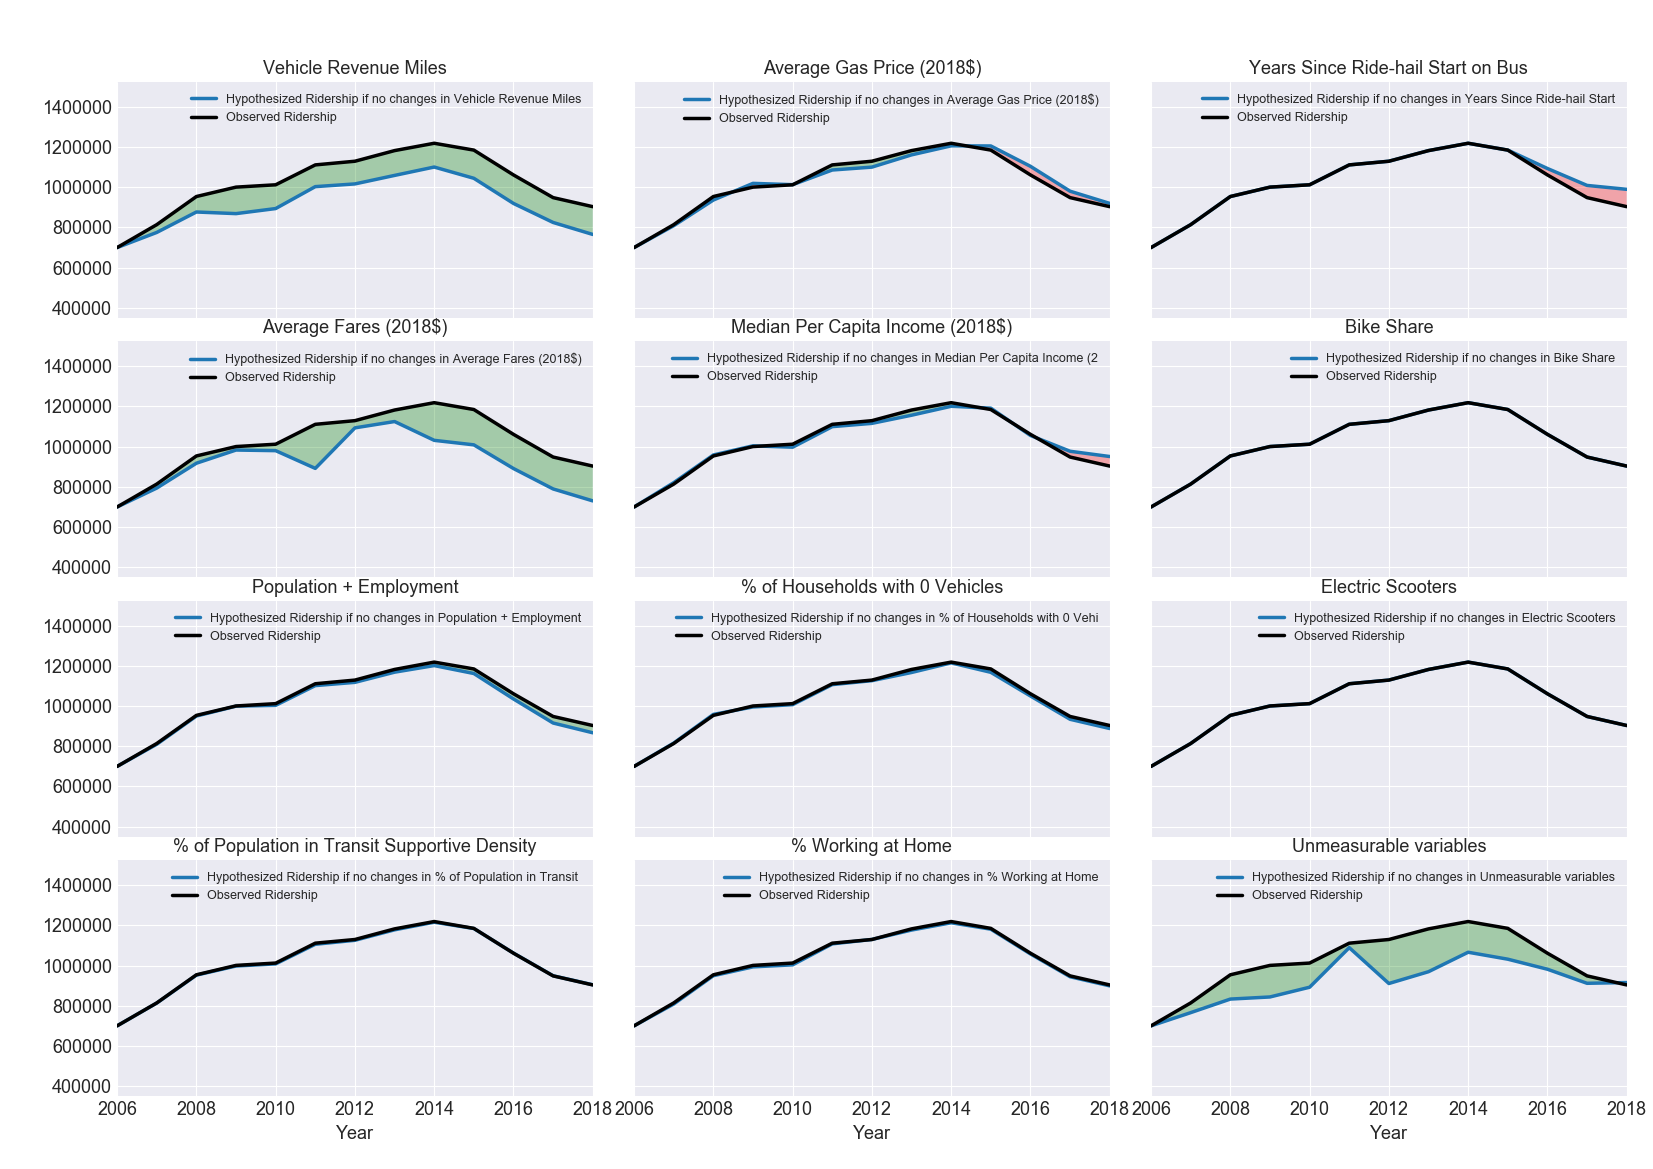 Vehicle Revenue Miles
Hypothesized Ridership if no changes in Vehicle Revenue Miles
Observed Ridership
1400000
1200000
1000000
800000
600000
400000
Average Gas Price (2018$)
Hypothesized Ridership if no changes in Average Gas Price (2018$)
Observed Ridership
Years Since Ride-hail Start on Bus
Hypothesized Ridership if no changes in Years Since Ride-hail Start
Observed Ridership
Average Fares (2018$)
Hypothesized Ridership if no changes in Average Fares (2018$)
Observed Ridership
1400000
1200000
1000000
800000
600000
400000
Median Per Capita Income (2018$)
Hypothesized Ridership if no changes in Median Per Capita Income (2
Observed Ridership
Bike Share
Hypothesized Ridership if no changes in Bike Share
Observed Ridership
Population + Employment
Hypothesized Ridership if no changes in Population + Employment
Observed Ridership
1400000
1200000
1000000
800000
600000
400000
% of Households with 0 Vehicles
Hypothesized Ridership if no changes in % of Households with 0 Vehi
Observed Ridership
Electric Scooters
Hypothesized Ridership if no changes in Electric Scooters
Observed Ridership
% of Population in Transit Supportive Density
Hypothesized Ridership if no changes in % of Population in Transit
Observed Ridership
1400000
1200000
1000000
800000
600000
400000
2006 2008 2010 2012 2014 2016 2018
Year
% Working at Home
Hypothesized Ridership if no changes in % Working at Home
Observed Ridership
2006 2008 2010 2012 2014 2016 2018
Year
Unmeasurable variables
Hypothesized Ridership if no changes in Unmeasurable variables
Observed Ridership
2006 2008 2010 2012 2014 2016 2018
Year